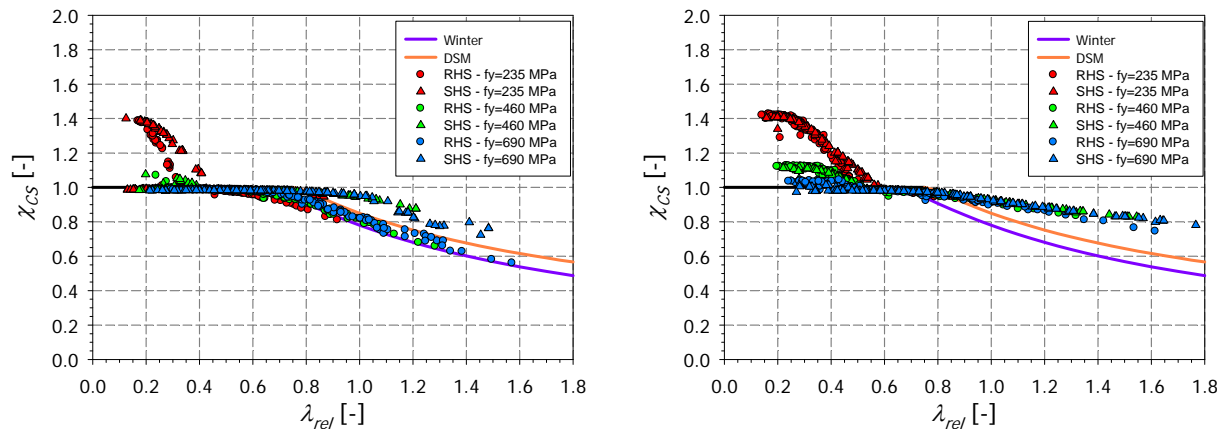 2.0
1.8
1.6
1.4
1.2
1.0
0.8
0.6
0.4
0.2
0.0
χCS [-]
0.0 0.2 0.4 0.6 0.8 1.0 1.2 1.4 1.6 1.8
λrel [-]
Winter
DSM
RHS - fy=235 MPa
SHS - fy=235 MPa
RHS - fy=460 MPa
SHS - fy=460 MPa
RHS - fy=690 MPa
SHS - fy=690 MPa
2.0
1.8
1.6
1.4
1.2
1.0
0.8
0.6
0.4
0.2
0.0
χCS [-]
0.0 0.2 0.4 0.6 0.8 1.0 1.2 1.4 1.6 1.8
λrel [-]
Winter
DSM
RHS - fy=235 MPa
SHS - fy=235 MPa
RHS - fy=460 MPa
SHS - fy=460 MPa
RHS - fy=690 MPa
SHS - fy=690 MPa